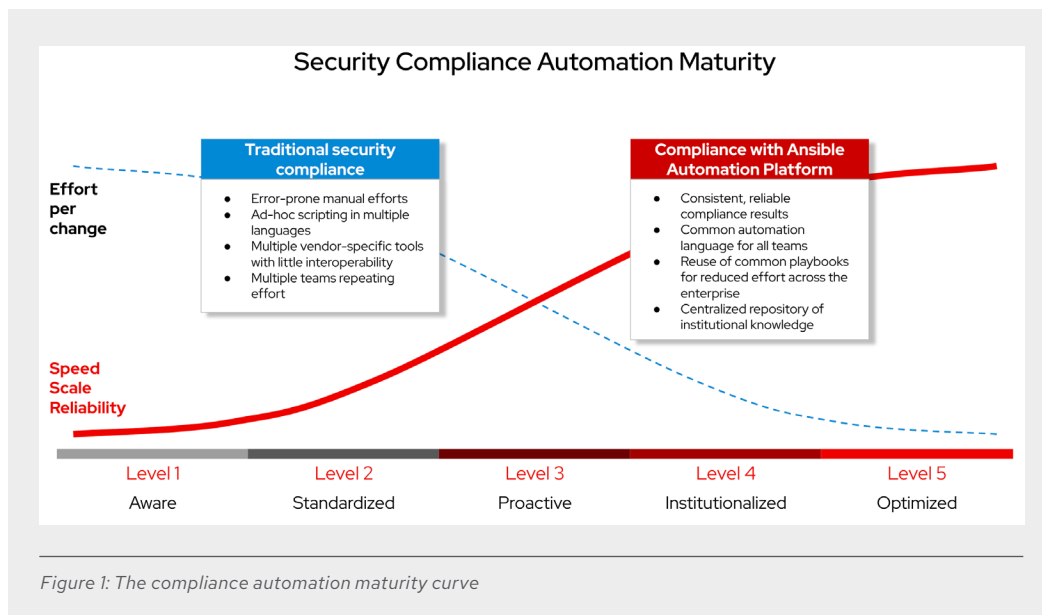 Security Compliance Automation Maturity
Effort
per
change
Traditional security
compliance
● Error-prone manual efforts
● Ad-hoc scripting in multiple
languages
● Multiple vendor-specific tools
with little interoperability
● Multiple teams repeating
effort
Compliance with Ansible
Automation Platform
● Consistent, reliable
compliance results
● Common automation
language for all teams
● Reuse of common playbooks
for reduced effort across the
enterprise
● Centralized repository of
institutional knowledge
Speed
Scale
Reliability
Level 1
Aware
Level 2
Standardized
Level 3
Proactive
Level 4
Institutionalized
Level 5
Optimized
Figure 1: The compliance automation maturity curve